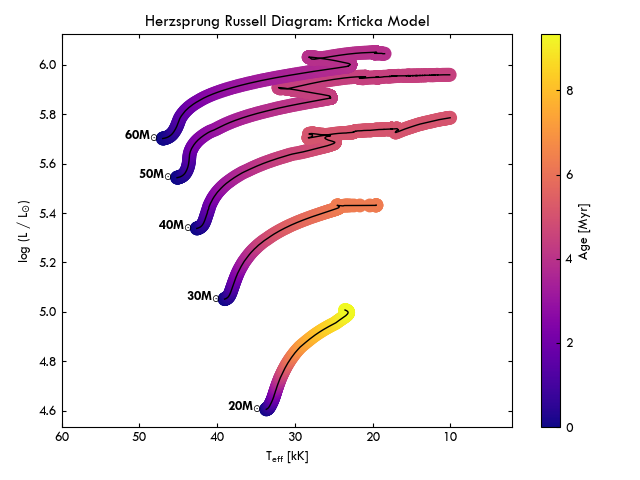 Herzsprung Russell Diagram: Krticka Model
6.0
5.8
5.6
5.4
5.2
5.0
4.8
4.6
log (L / L☉)
60M☉
50M☉
40M☉
30M☉
20M☉
60
50
40
30
20
10
T_eff [kK]
8
6
4
2
0
Age [Myr]